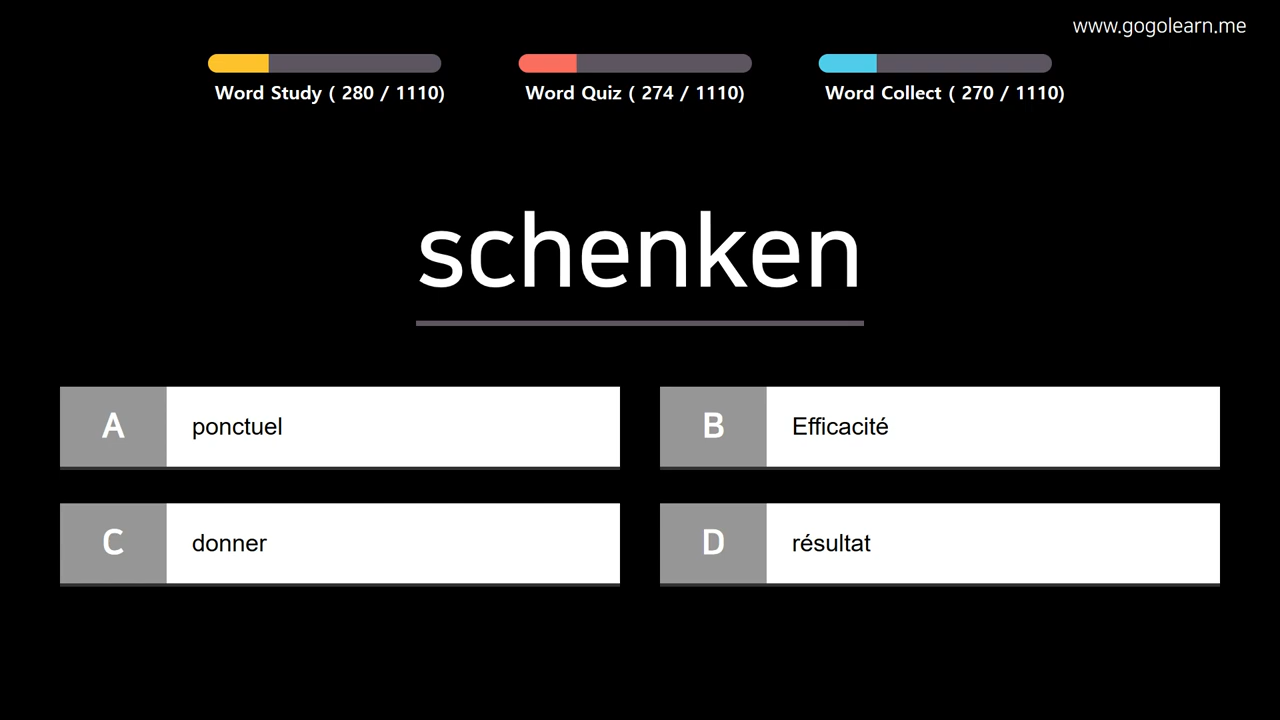 www.gogolearn.me
Word Study ( 280 / 1110)
Word Quiz ( 274 / 1110)
Word Collect ( 270 / 1110)
schenken
A ponctuel
B Efficacité
C donner
D résultat